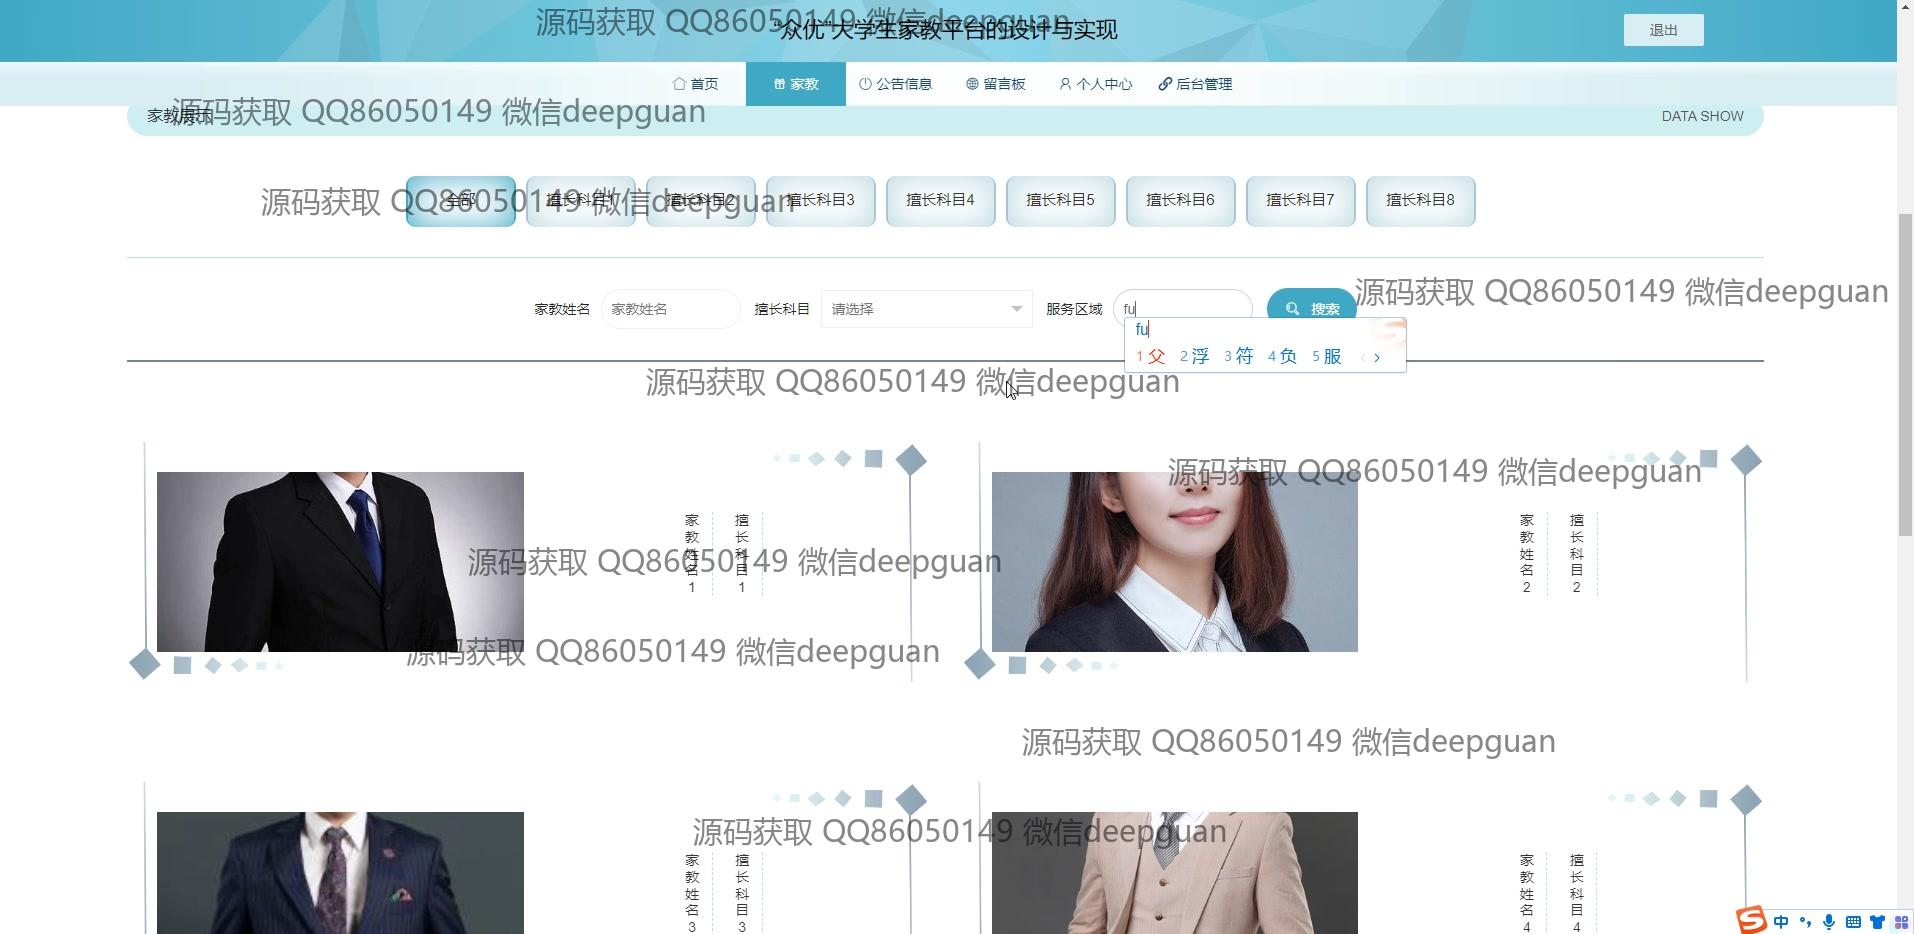 源码获取 QQ86050149 微信deepguan
“众优”大学生家教平台的设计与实现
退出
首页 家教 公告信息 留言板 个人中心 后台管理
家教展示
源码获取 QQ86050149 微信deepguan
DATA SHOW
全部 擅长科目1 擅长科目2 擅长科目3 擅长科目4 擅长科目5 擅长科目6 擅长科目7 擅长科目8
源码获取 QQ86050149 微信deepguan
源码获取 QQ86050149 微信deepguan
家教姓名 家教姓名 擅长科目 请选择 服务区域 fu 搜索
fu
1 父 2 浮 3 符 4 负 5 服
源码获取 QQ86050149 微信deepguan
源码获取 QQ86050149 微信deepguan
家教姓名1
擅长科目1
家教姓名2
擅长科目2
源码获取 QQ86050149 微信deepguan
源码获取 QQ86050149 微信deepguan
源码获取 QQ86050149 微信deepguan
源码获取 QQ86050149 微信deepguan
家教姓名3
擅长科目3
家教姓名4
擅长科目4
中